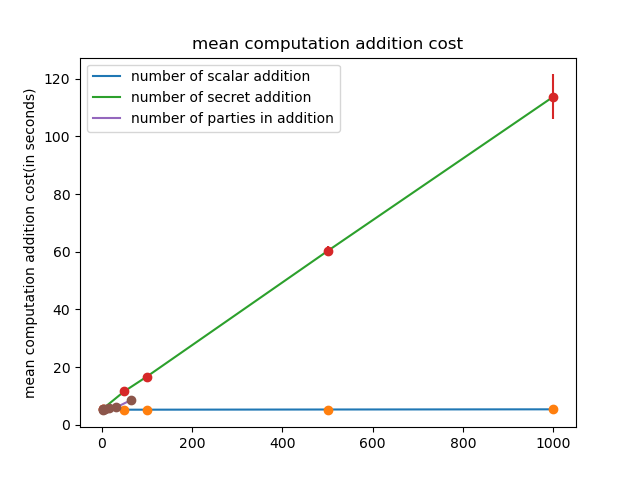 mean computation addition cost
number of scalar addition
number of secret addition
number of parties in addition
mean computation addition cost(in seconds)
120
100
80
60
40
20
0
0 200 400 600 800 1000